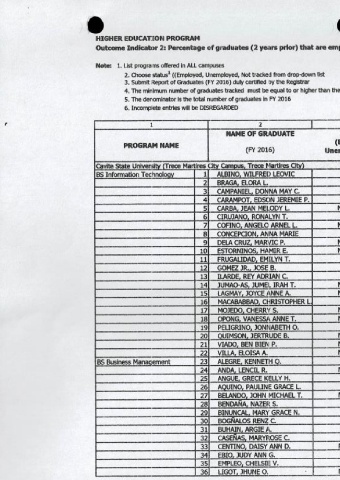 HIGHER EDUCATION PROGRAM
Outcome Indicator 2: Percentage of graduates (2 years prior) that are em
Note: 1. List programs offered in ALL campuses
2. Choose status ((Employed, Unemployed, Not tracked from drop-down list
3. Submit Report of Graduates (FY 2016) duly certified by the Registrar
4. The minimum number of graduates tracked must be equal to or higher than the
5. The denominator is the total number of graduates in FY 2016
6. Incomplete entries will be DISREGARDED
1 2
PROGRAM NAME NAME OF GRADUATE
(FY 2016)
Cavite State University (Trece Martires City Campus, Trece Martires City)
BS Information Technology 1 ALBINO, WILFRED LEOVIC
2 BRAGA, ELORA L.
3 CAMPANIEL, DONNA MAY C.
4 CARAMPOT, EDSON JEREMIE P.
5 CARBA, JEAN MELODY L.
6 CIRUJANO, RONALYN T.
7 COFINO, ANGELO ARNEL L.
8 CONCEPCION, ANNA MARIE
9 DELA CRUZ, MARVIC P.
10 ESTORNINOS, HAMIR E.
11 FRUGALIDAD, EMILYN T.
12 GOMEZ JR., JOSE B.
13 ILARDE, REY ADRIAN C.
14 JUMAO-AS, JUMEL IRAH T.
15 LAGMAY, JOYCE ANNE A.
16 MACABABBAO, CHRISTOPHER L
17 MOJEDO, CHERRY S.
18 OPONG, VANESSA ANNE T.
19 PELIGRINO, JONNABETH O.
20 QUIMSON, JERTRUDE B.
21 VIADO, BEN BIEN P.
22 VILLA, ELOISA A.
BS Business Management 23 ALEGRE, KENNETH O.
24 ANDA, LENCIL R.
25 ANGUE, GRECE KELLY H.
26 AQUINO, PAULINE GRACE L.
27 BELANDO, JOHN MICHAEL T.
28 BENDAÑA, NAZER S.
29 BINUNCAL, MARY GRACE N.
30 BOGÑALOS RENZ C.
31 BUHAIN, ARGIE A.
32 CASEÑAS, MARYROSE C.
33 CENTINO, DAISY ANN D.
34 EBIO, JUDY ANN G.
35 EMPLEO, CHELSIE V.
36 LIGOT, JHUNE O.